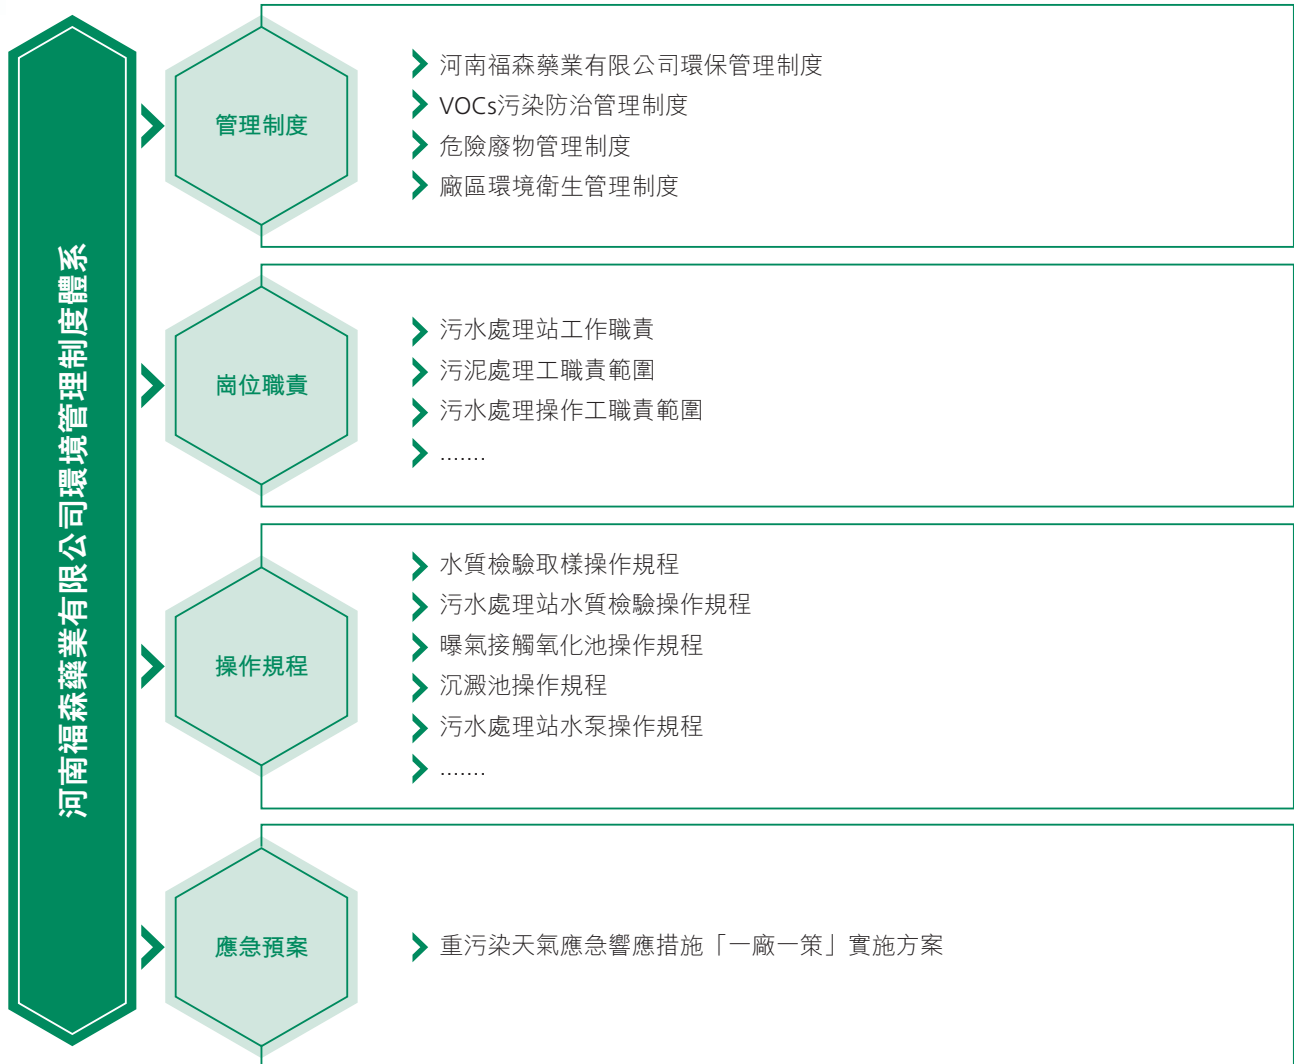 河南福森藥業有限公司環境管理制度體系
管理制度
河南福森藥業有限公司環保管理制度
VOCs污染防治管理制度
危險廢物管理制度
廠區環境衛生管理制度
崗位職責
污水處理站工作職責
污泥處理工職責範圍
污水處理操作工職責範圍
.......
操作規程
水質檢驗取樣操作規程
污水處理站水質檢驗操作規程
曝氣接觸氧化池操作規程
沉澱池操作規程
污水處理站水泵操作規程
.......
應急預案
重污染天氣應急響應措施「一廠一策」實施方案